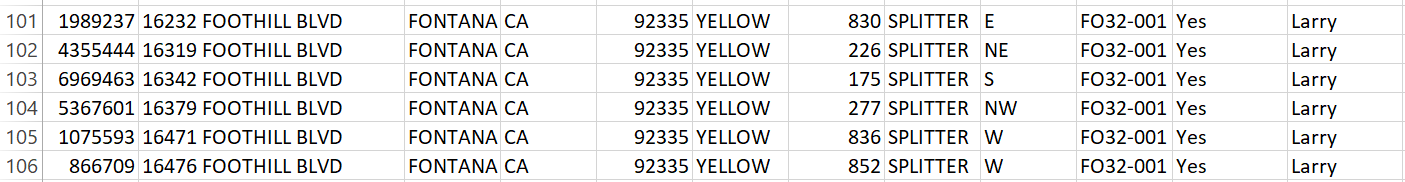 101 1989237 16232 FOOTHILL BLVD FONTANA CA 92335 YELLOW 830 SPLITTER E FO32-001 Yes Larry
102 4355444 16319 FOOTHILL BLVD FONTANA CA 92335 YELLOW 226 SPLITTER NE FO32-001 Yes Larry
103 6969463 16342 FOOTHILL BLVD FONTANA CA 92335 YELLOW 175 SPLITTER S FO32-001 Yes Larry
104 5367601 16379 FOOTHILL BLVD FONTANA CA 92335 YELLOW 277 SPLITTER NW FO32-001 Yes Larry
105 1075593 16471 FOOTHILL BLVD FONTANA CA 92335 YELLOW 836 SPLITTER W FO32-001 Yes Larry
106 866709 16476 FOOTHILL BLVD FONTANA CA 92335 YELLOW 852 SPLITTER W FO32-001 Yes Larry